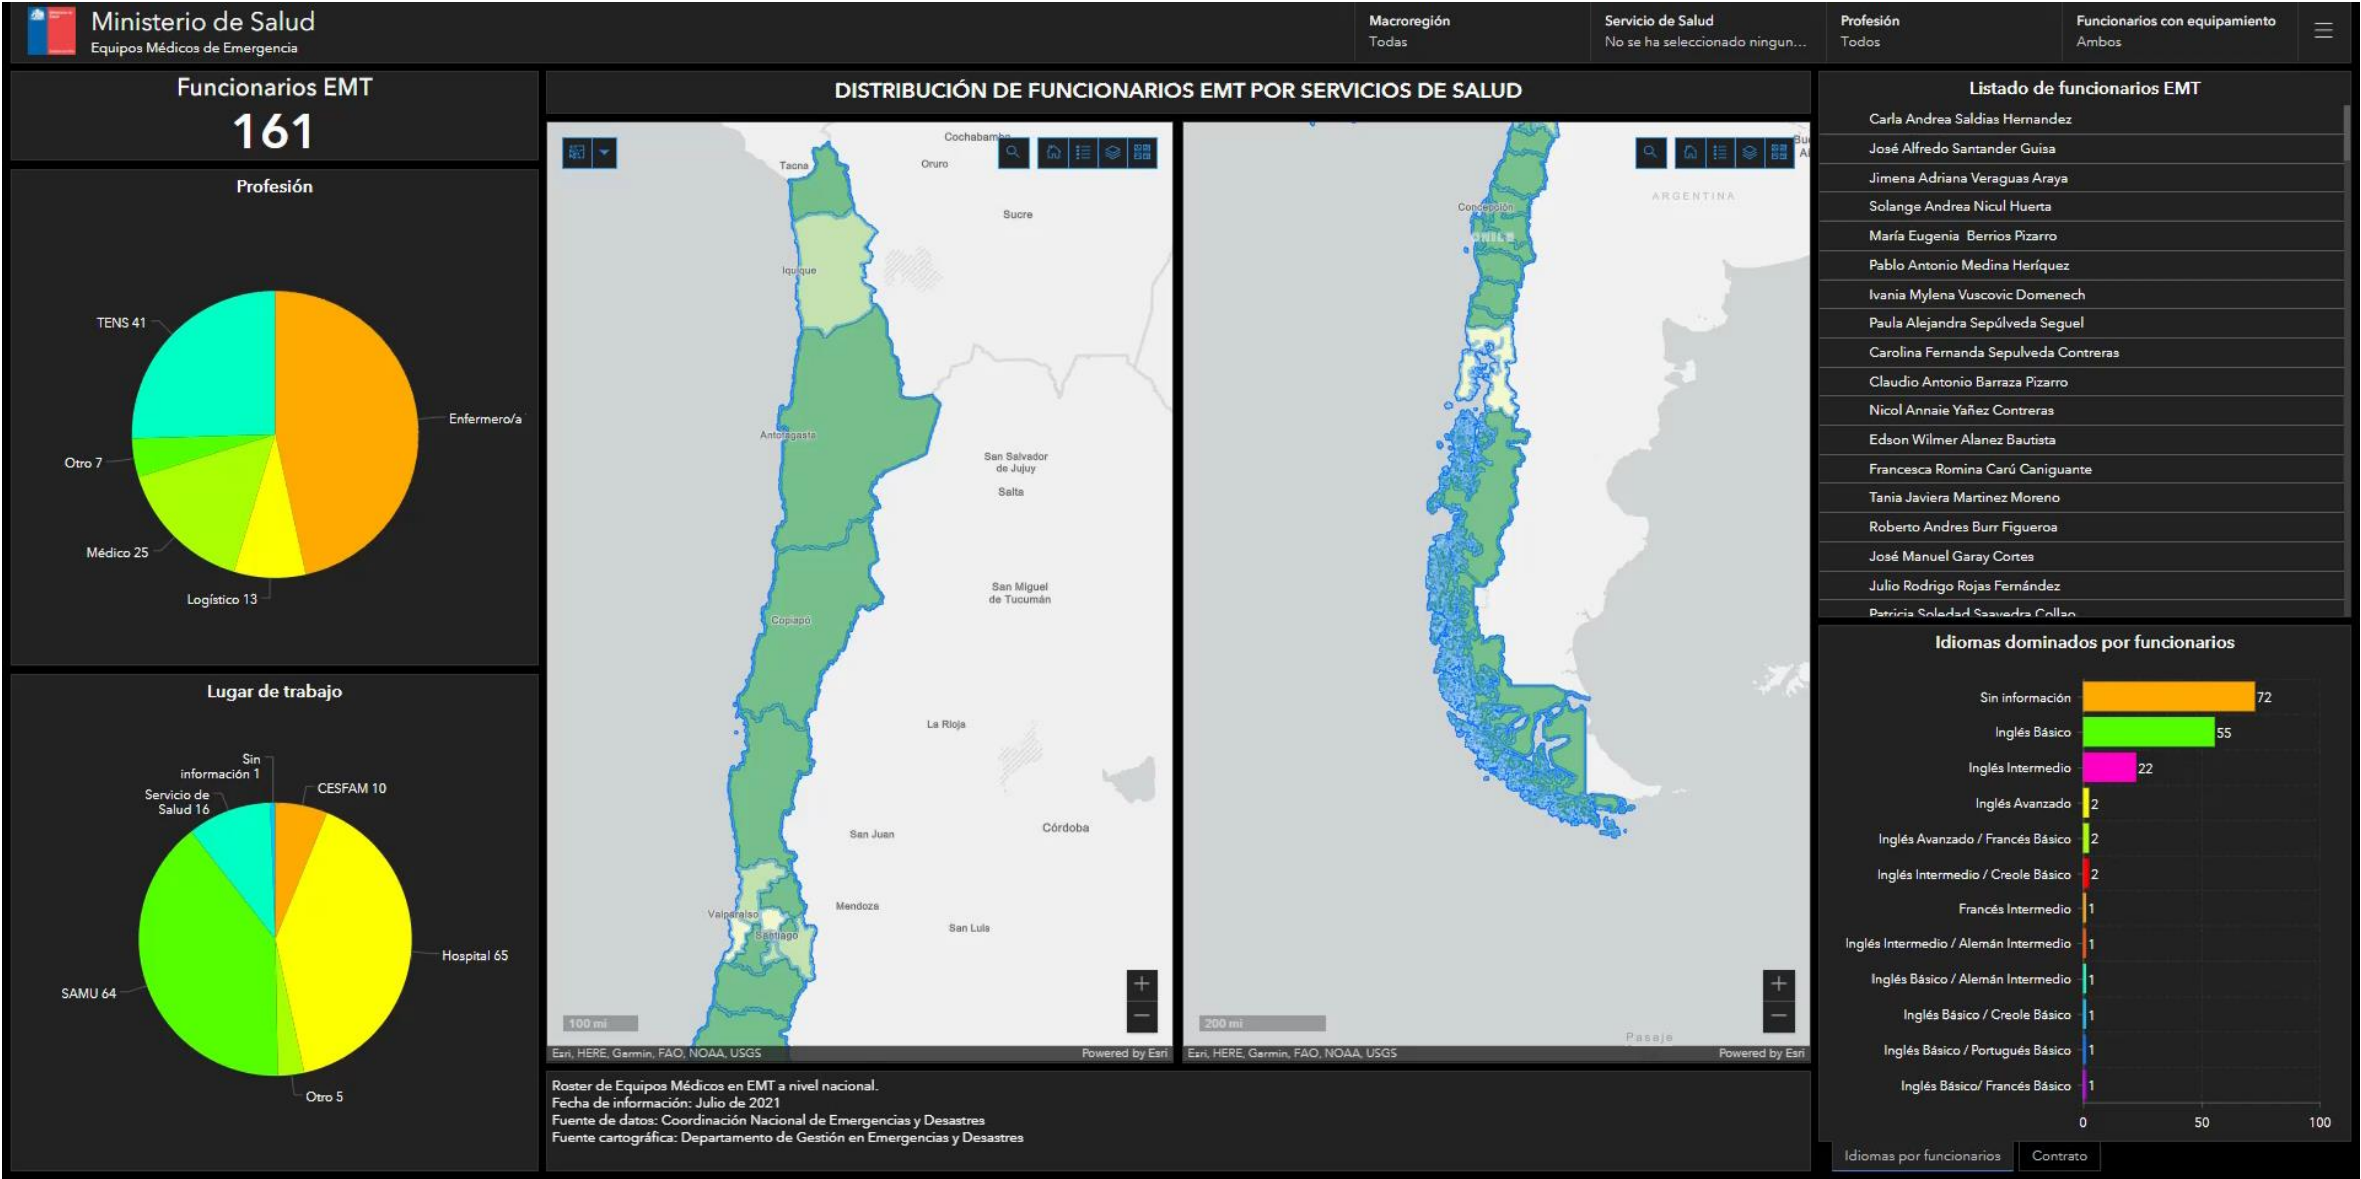 Ministerio de Salud
Equipos Médicos de Emergencia
Macroregión
Todas
Servicio de Salud
No se ha seleccionado ningun...
Profesión
Todos
Funcionarios con equipamiento
Ambos
Funcionarios EMT
161
Profesión
TENS 41
Enfermero/a
Otro 7
Médico 25
Logístico 13
Lugar de trabajo
Sin
información 1
CESFAM 10
Servicio de
Salud 16
Hospital 65
SAMU 64
Otro 5
DISTRIBUCIÓN DE FUNCIONARIOS EMT POR SERVICIOS DE SALUD
Cochabamba
Tacna
Oruro
Sucre
Iquique
Antofagasta
San Salvador
de Jujuy
Salta
San Miguel
de Tucumán
Copiapó
La Rioja
San Juan
Córdoba
Valparaíso
Mendoza
Santiago
San Luis
100 mi
Esri, HERE, Garmin, FAO, NOAA, USGS
Powered by Esri
ARGENTINA
Concepción
CHILE
200 mi
Pasaje
Esri, HERE, Garmin, FAO, NOAA, USGS
Powered by Esri
Roster de Equipos Médicos en EMT a nivel nacional.
Fecha de información: Julio de 2021
Fuente de datos: Coordinación Nacional de Emergencias y Desastres
Fuente cartográfica: Departamento de Gestión en Emergencias y Desastres
Listado de funcionarios EMT
Carla Andrea Saldias Hernandez
José Alfredo Santander Guisa
Jimena Adriana Veraguas Araya
Solange Andrea Nicul Huerta
María Eugenia Berrios Pizarro
Pablo Antonio Medina Heríquez
Ivania Mylena Vuscovic Domenech
Paula Alejandra Sepúlveda Seguel
Carolina Fernanda Sepulveda Contreras
Claudio Antonio Barraza Pizarro
Nicol Annaie Yañez Contreras
Edson Wilmer Alanez Bautista
Francesca Romina Carú Caniguante
Tania Javiera Martinez Moreno
Roberto Andres Burr Figueroa
José Manuel Garay Cortes
Julio Rodrigo Rojas Fernández
Patricia Soledad Saavedra Collao
Idiomas dominados por funcionarios
Sin información 72
Inglés Básico 55
Inglés Intermedio 22
Inglés Avanzado 2
Inglés Avanzado / Francés Básico 2
Inglés Intermedio / Creole Básico 2
Francés Intermedio 1
Inglés Intermedio / Alemán Intermedio 1
Inglés Básico / Alemán Intermedio 1
Inglés Básico / Creole Básico 1
Inglés Básico / Portugués Básico 1
Inglés Básico/ Francés Básico 1
0 50 100
Idiomas por funcionarios
Contrato